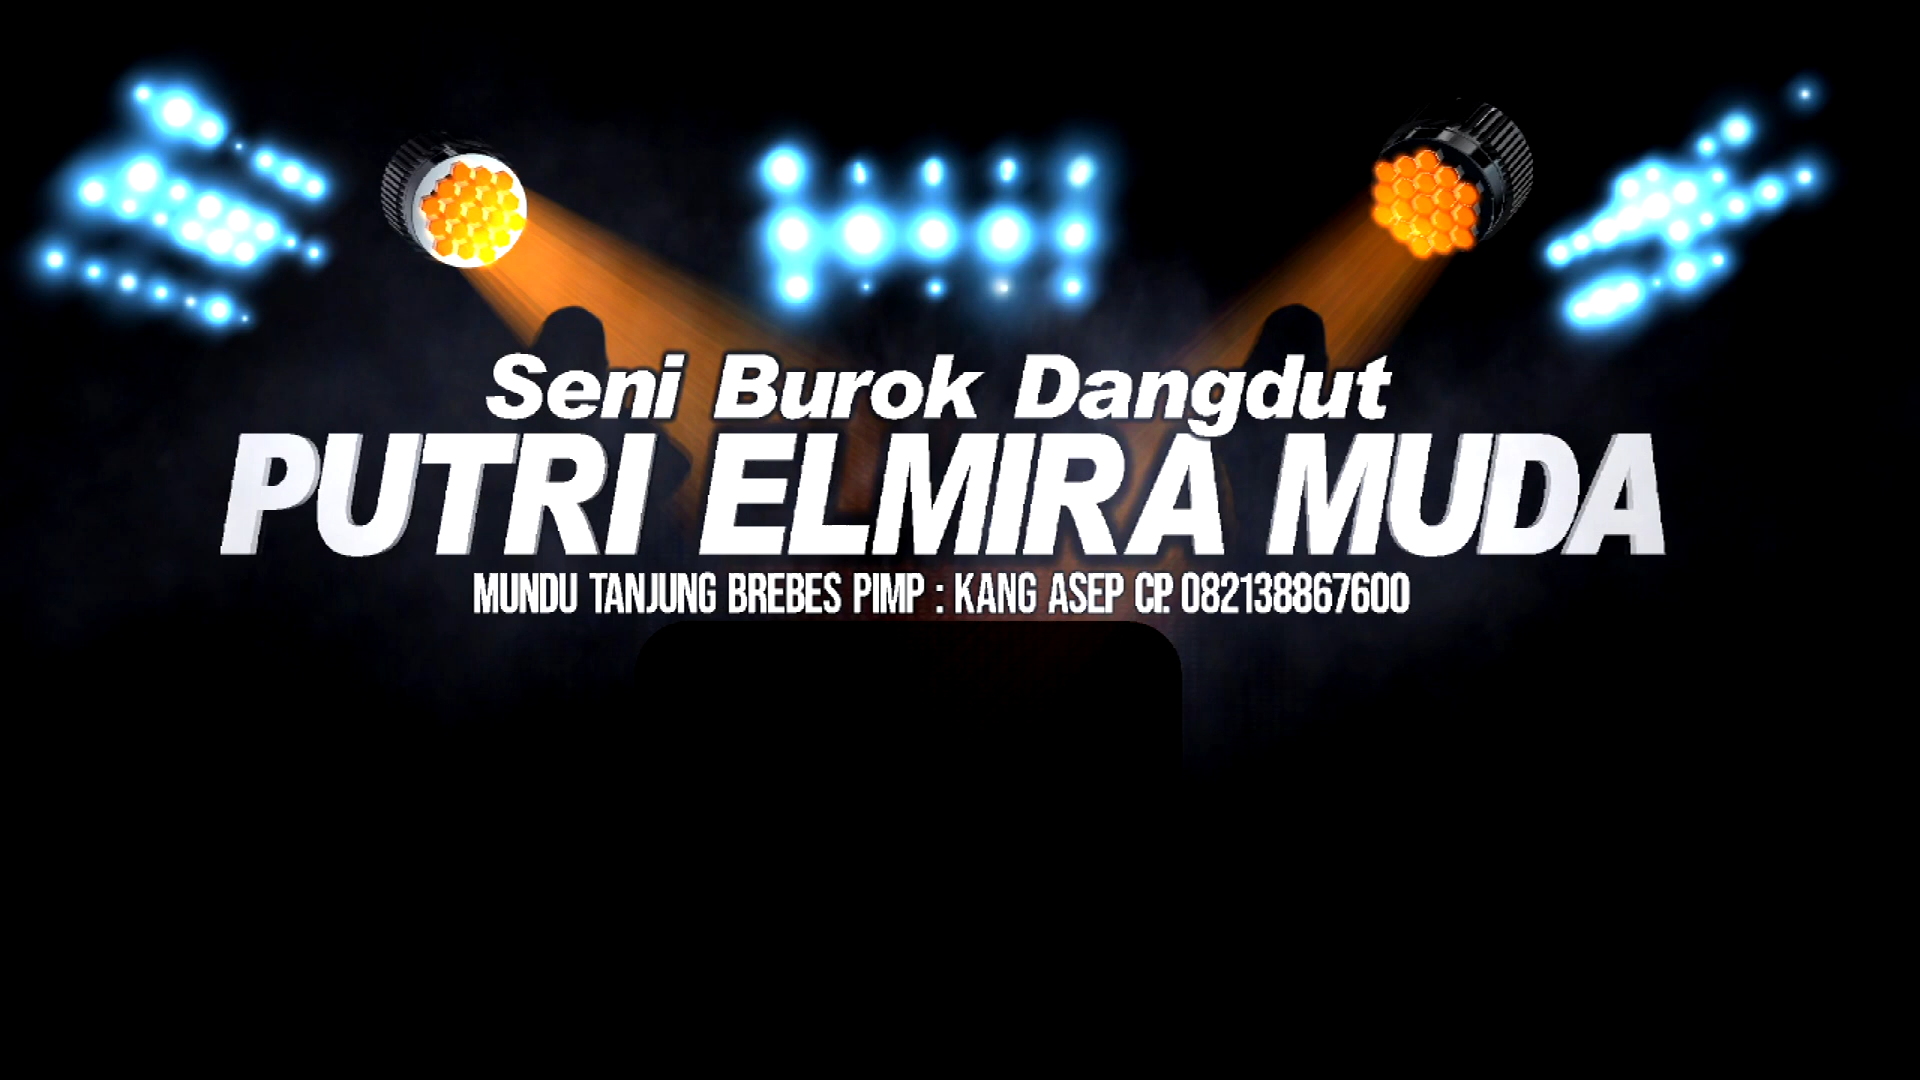 Seni Burok Dangdut
PUTRI ELMIRA MUDA
MUNDU TANJUNG BREBES PIMP : KANG ASEP CP. 082138867600